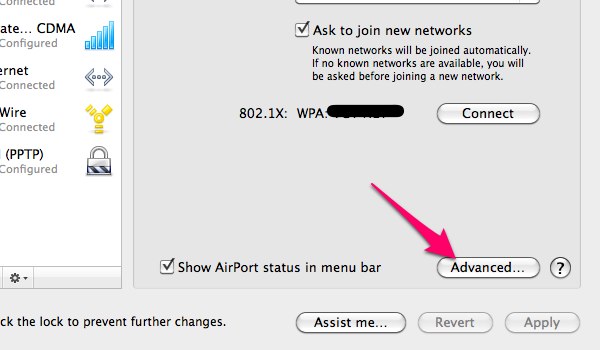 ate... CDMA
Configured
ernet
Connected
Wire
Connected
(PPTP)
Configured
Ask to join new networks
Known networks will be joined automatically.
If no known networks are available, you will
be asked before joining a new network.
802.1X: WPA:
Connect
Show AirPort status in menu bar
Advanced...
?
ck the lock to prevent further changes.
Assist me...
Revert
Apply